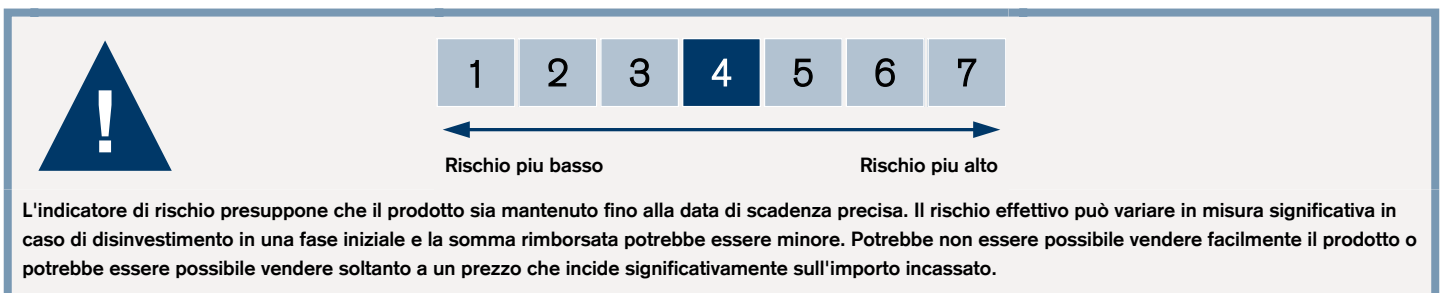 !
1 2 3 4 5 6 7
Rischio piu basso Rischio piu alto
L'indicatore di rischio presuppone che il prodotto sia mantenuto fino alla data di scadenza precisa. Il rischio effettivo può variare in misura significativa in
caso di disinvestimento in una fase iniziale e la somma rimborsata potrebbe essere minore. Potrebbe non essere possibile vendere facilmente il prodotto o
potrebbe essere possibile vendere soltanto a un prezzo che incide significativamente sull'importo incassato.